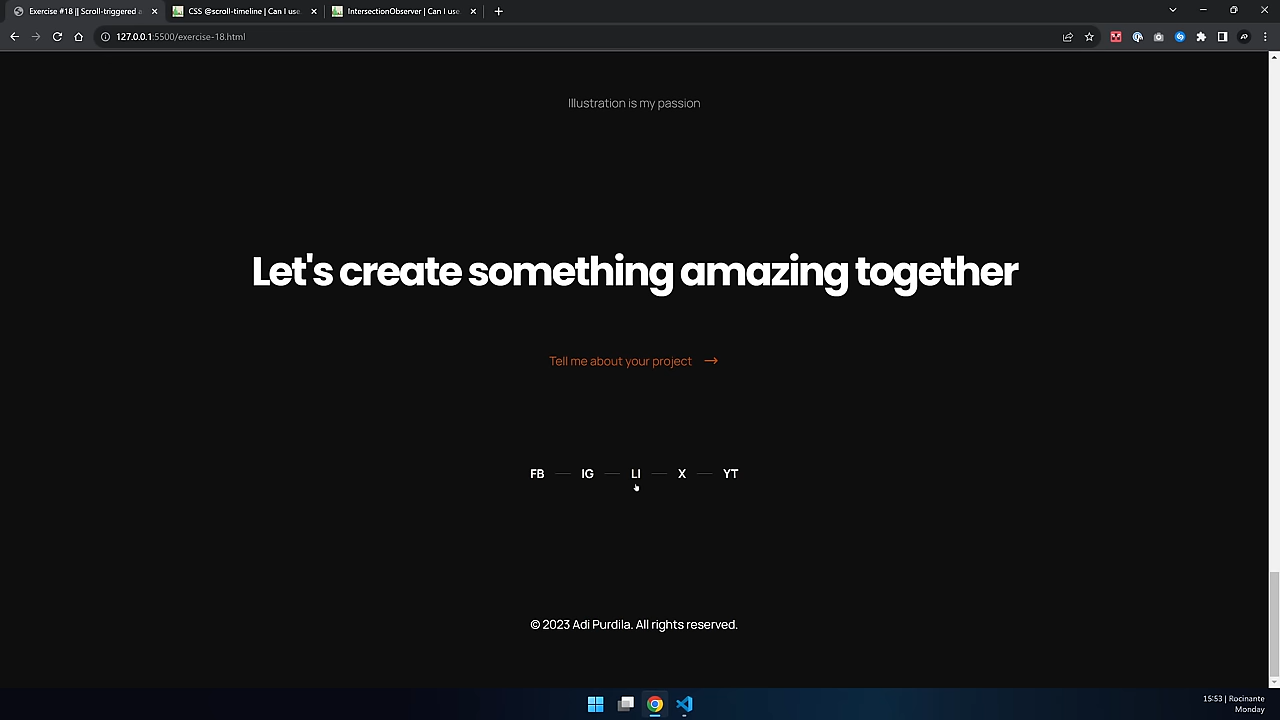 Exercise #18 || Scroll-triggered a
CSS @scroll-timeline | Can I use
IntersectionObserver | Can I use
127.0.0.1:5500/exercise-18.html
Illustration is my passion
Let's create something amazing together
Tell me about your project →
FB — IG — LI — X — YT
© 2023 Adi Purdila. All rights reserved.
15:53 | Rocinante
Monday